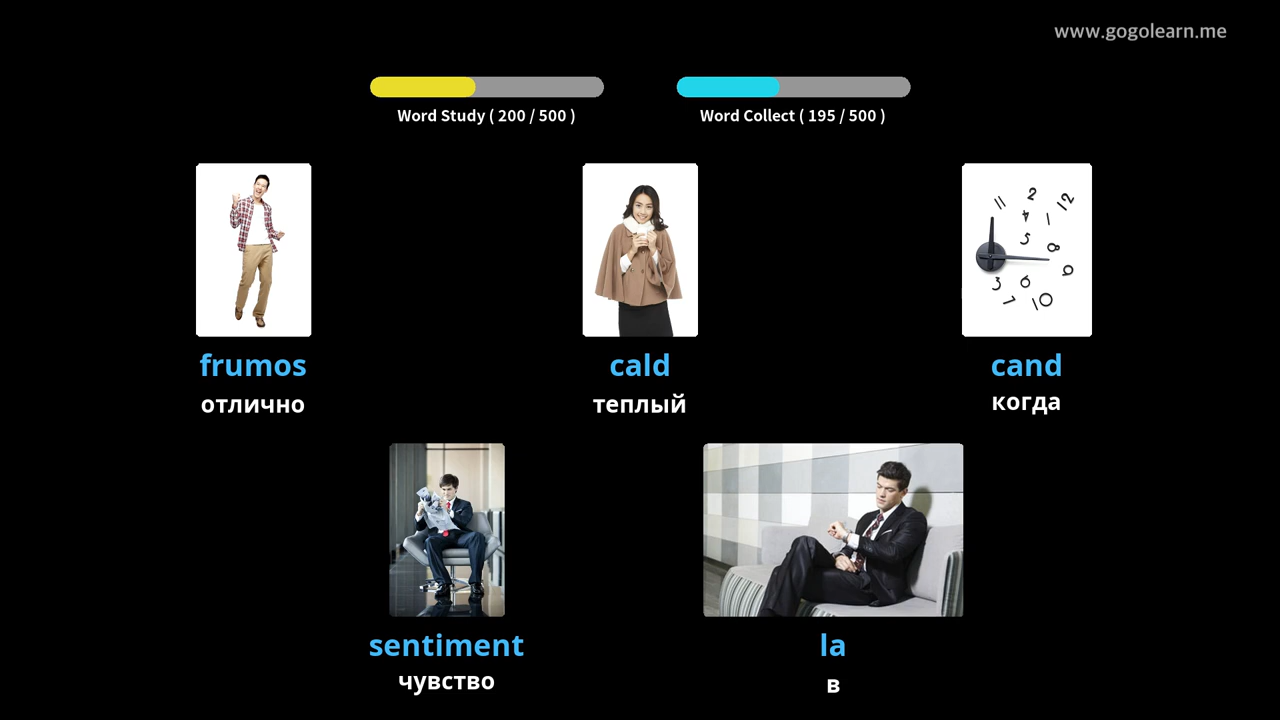 www.gogolearn.me
Word Study ( 200 / 500 )
Word Collect ( 195 / 500 )
frumos
отлично
cald
теплый
cand
когда
sentiment
чувство
la
в